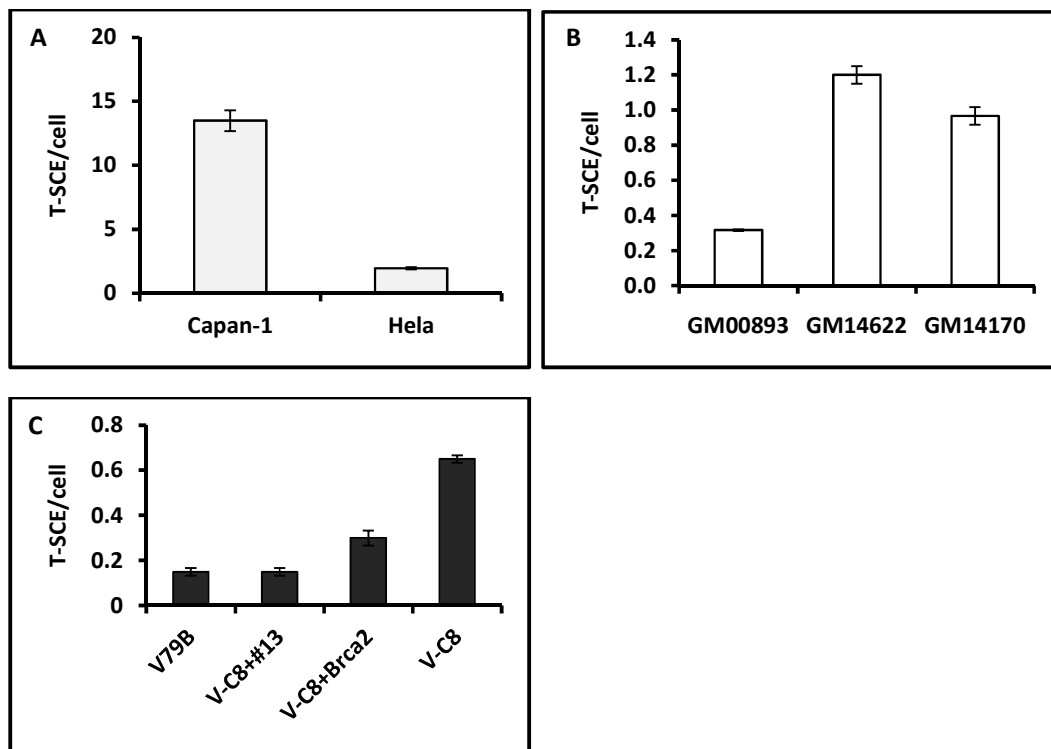 A
T-SCE/cell
20
15
10
5
0
Capan-1 Hela
B
T-SCE/cell
1.4
1.2
1.0
0.8
0.6
0.4
0.2
0.0
GM00893 GM14622 GM14170
C
T-SCE/cell
0.8
0.6
0.4
0.2
0
V79B
V-C8+#13
V-C8+Brca2
V-C8